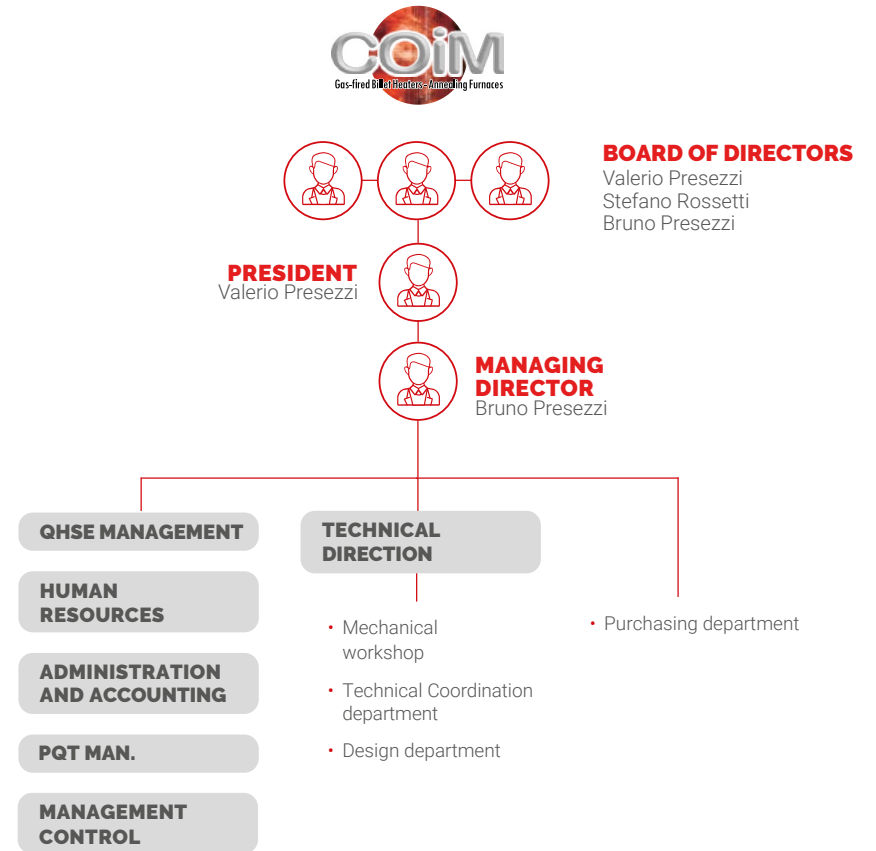 COiM
Gas-fired Billet Heaters - Annealing Furnaces
BOARD OF DIRECTORS
Valerio Presezzi
Stefano Rossetti
Bruno Presezzi
PRESIDENT
Valerio Presezzi
MANAGING
DIRECTOR
Bruno Presezzi
QHSE MANAGEMENT
HUMAN
RESOURCES
ADMINISTRATION
AND ACCOUNTING
PQT MAN.
MANAGEMENT
CONTROL
TECHNICAL
DIRECTION
• Mechanical
workshop
• Technical Coordination
department
• Design department
• Purchasing department